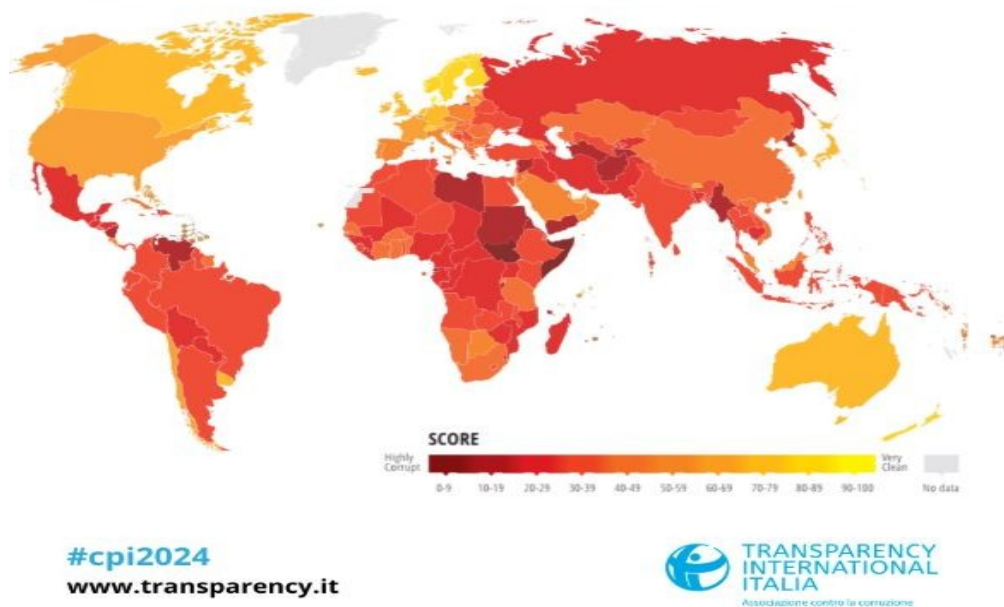 SCORE
Highly
Corrupt
Very
Clean
0-9 10-19 20-29 30-39 40-49 50-59 60-69 70-79 80-89 90-100 No data
#cpi2024
www.transparency.it
TRANSPARENCY
INTERNATIONAL
ITALIA
Associazione contro la corruzione